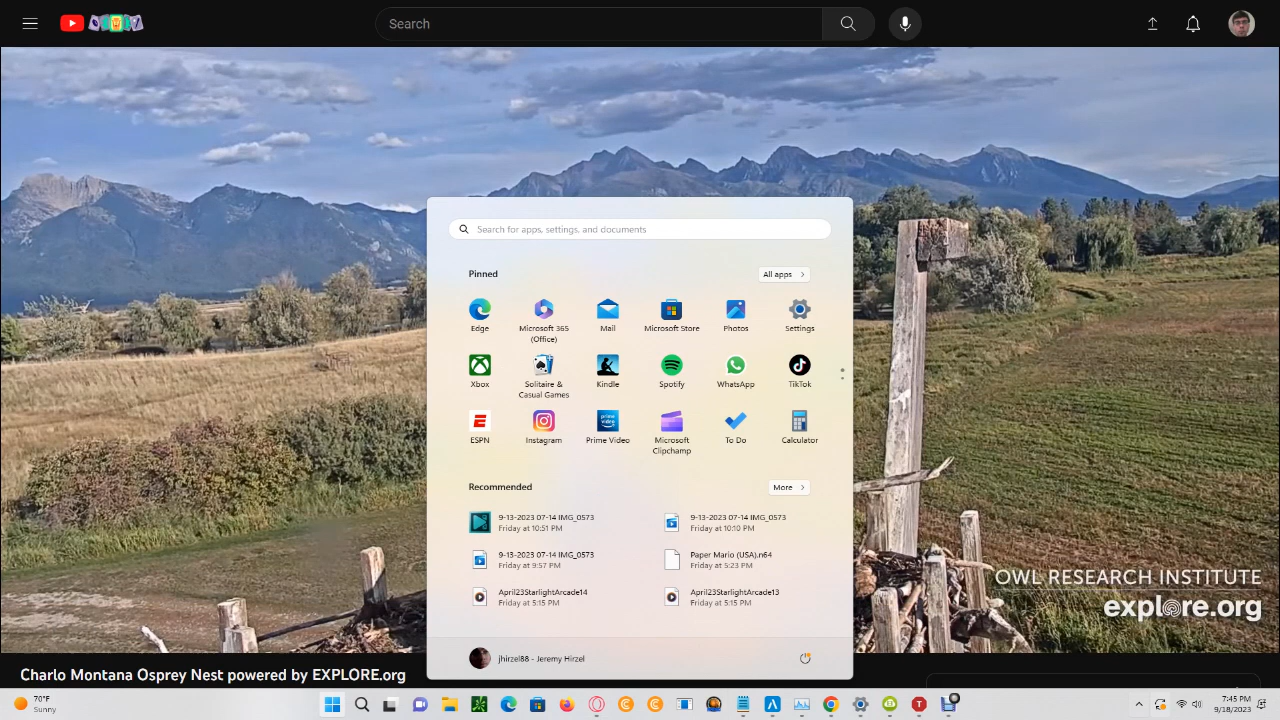 Search
Search for apps, settings, and documents
Pinned
All apps
Edge
Microsoft 365
(Office)
Mail
Microsoft Store
Photos
Settings
Xbox
Solitaire &
Casual Games
Kindle
Spotify
WhatsApp
TikTok
ESPN
Instagram
prime
video
Prime Video
Microsoft
Clipchamp
To Do
Calculator
Recommended
More
9-13-2023 07-14 IMG_0573
Friday at 10:51 PM
9-13-2023 07-14 IMG_0573
Friday at 10:10 PM
9-13-2023 07-14 IMG_0573
Friday at 9:57 PM
Paper Mario (USA).n64
Friday at 5:23 PM
April23StarlightArcade14
Friday at 5:15 PM
April23StarlightArcade13
Friday at 5:15 PM
jhirzel88 - Jeremy Hirzel
OWL RESEARCH INSTITUTE
explore.org
Charlo Montana Osprey Nest powered by EXPLORE.org
70°F
Sunny
7:45 PM
9/18/2023